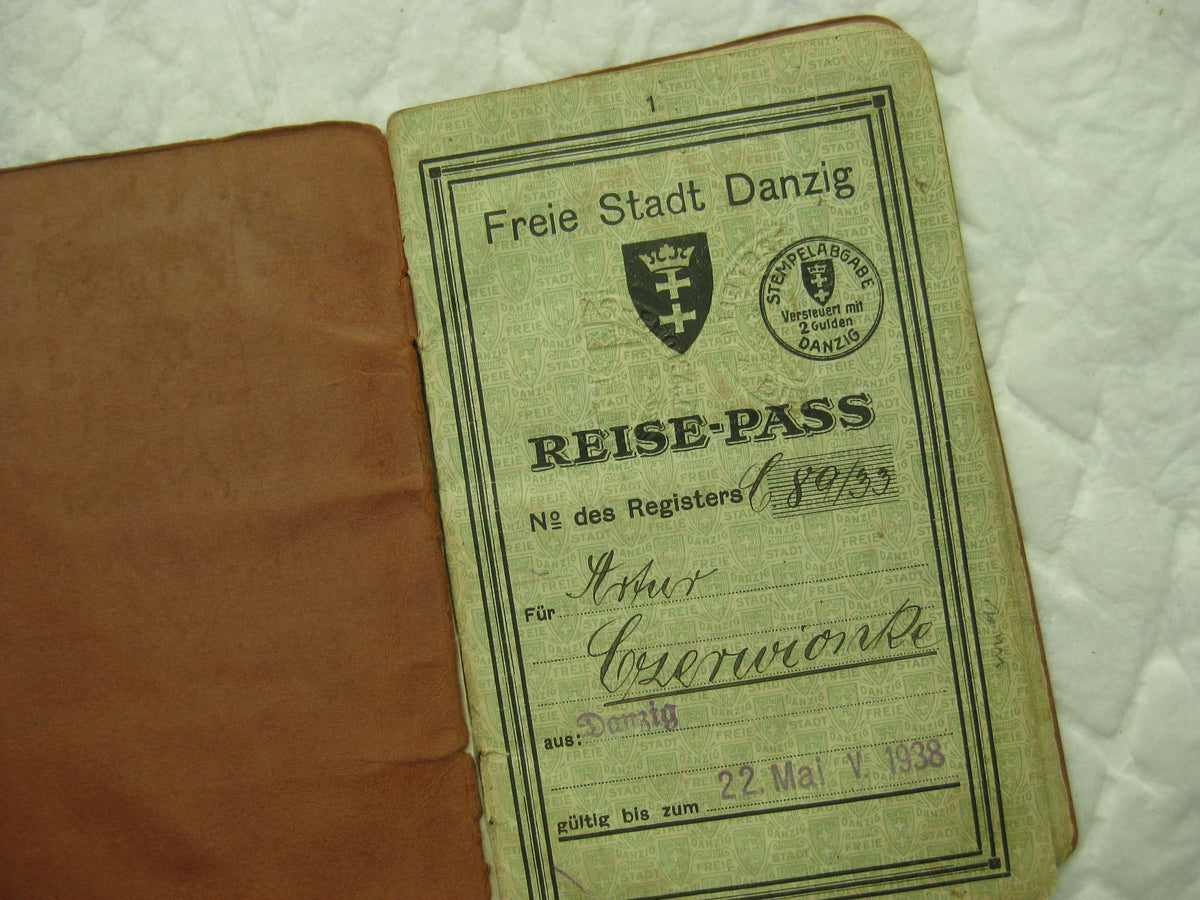 1
Freie Stadt Danzig
STEMPELABGABE
Versteuert mit
2 Gulden
DANZIG
REISE-PASS
Nº des Registers C 89/33
Für Artur
Czerwionke
aus: Danzig
gültig bis zum 22. Mai V. 1938